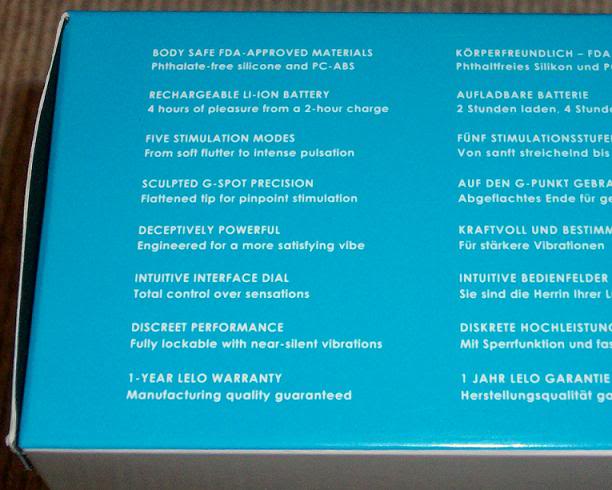 BODY SAFE FDA-APPROVED MATERIALS
Phthalate-free silicone and PC-ABS
RECHARGEABLE LI-ION BATTERY
4 hours of pleasure from a 2-hour charge
FIVE STIMULATION MODES
From soft flutter to intense pulsation
SCULPTED G-SPOT PRECISION
Flattened tip for pinpoint stimulation
DECEPTIVELY POWERFUL
Engineered for a more satisfying vibe
INTUITIVE INTERFACE DIAL
Total control over sensations
DISCREET PERFORMANCE
Fully lockable with near-silent vibrations
1-YEAR LELO WARRANTY
Manufacturing quality guaranteed
KÖRPERFREUNDLICH – FDA
Phthaltfreies Silikon und
AUFLADBARE BATTERIE
2 Stunden laden, 4
FÜNF
Von sanft streichelnd bis
AUF DEN G-PUNKT
Abgeflachtes Ende für
KRAFTVOLL UND
Für stärkere Vibrationen
INTUITIVE BEDIENFELDER
Sie sind die Herrin Ihrer
DISKRETE
Mit Sperrfunktion und
1 JAHR LELO GARANTIE
Herstellungsqualität